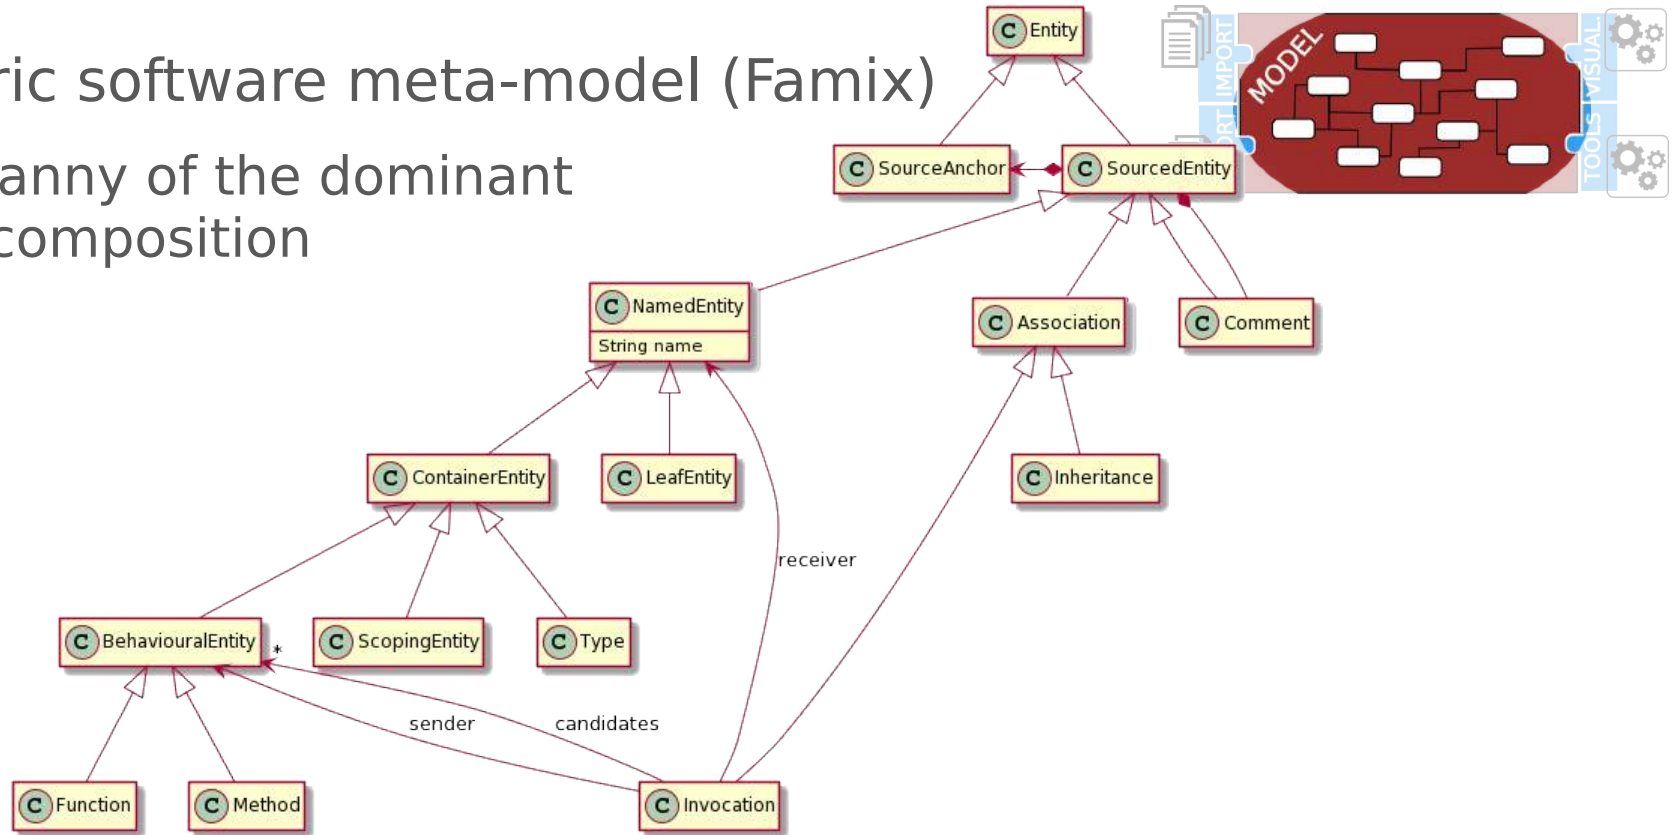 ric software meta-model (Famix)
anny of the dominant
composition
C Entity
IMPORT
MODEL
VISUAL.
TOOLS
C SourceAnchor
C SourcedEntity
C NamedEntity
String name
C Association
C Comment
C ContainerEntity
C LeafEntity
C Inheritance
receiver
C BehaviouralEntity
*
C ScopingEntity
C Type
sender
candidates
C Function
C Method
C Invocation